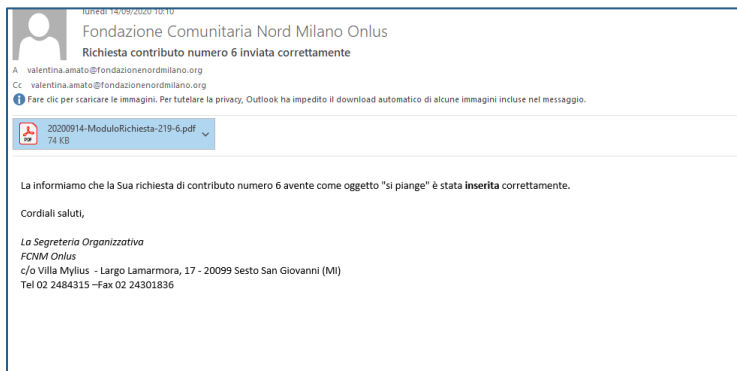 lunedì 14/09/2020 10:10
Fondazione Comunitaria Nord Milano Onlus
Richiesta contributo numero 6 inviata correttamente
A valentina.amato@fondazionenordmilano.org
Cc valentina.amato@fondazionenordmilano.org
Fare clic per scaricare le immagini. Per tutelare la privacy, Outlook ha impedito il download automatico di alcune immagini incluse nel messaggio.
PDF
20200914-ModuloRichiesta-219-6.pdf
74 KB
La informiamo che la Sua richiesta di contributo numero 6 avente come oggetto "si piange" è stata inserita correttamente.
Cordiali saluti,
La Segreteria Organizzativa
FCNM Onlus
c/o Villa Mylius - Largo Lamarmora, 17 - 20099 Sesto San Giovanni (MI)
Tel 02 2484315 –Fax 02 24301836